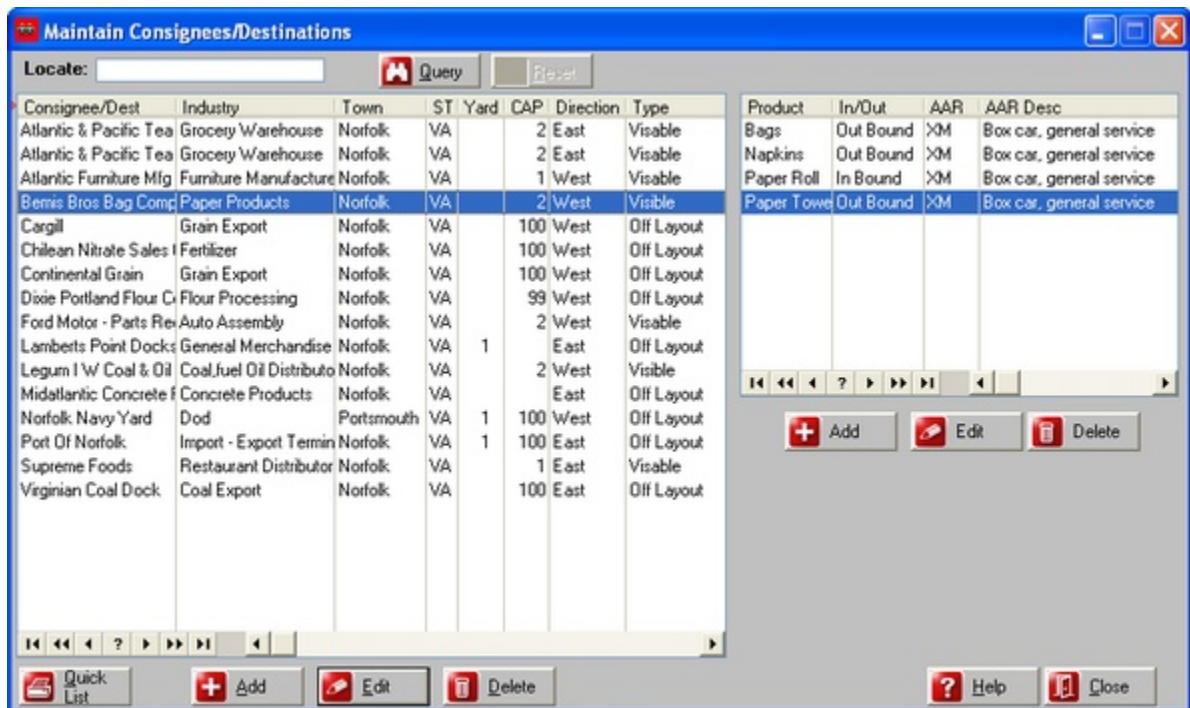 Maintain Consignees/Destinations
Locate:
Query
Reset
Consignee/Dest Industry Town ST Yard CAP Direction Type
Atlantic & Pacific Tea Grocery Warehouse Norfolk VA 2 East Visable
Atlantic & Pacific Tea Grocery Warehouse Norfolk VA 2 East Visable
Atlantic Furniture Mfg Furniture Manufacture Norfolk VA 1 West Visable
Bemis Bros Bag Comp Paper Products Norfolk VA 2 West Visible
Cargill Grain Export Norfolk VA 100 West Off Layout
Chilean Nitrate Sales Fertilizer Norfolk VA 100 West Off Layout
Continental Grain Grain Export Norfolk VA 100 West Off Layout
Dixie Portland Flour C Flour Processing Norfolk VA 99 West Off Layout
Ford Motor - Parts Re Auto Assembly Norfolk VA 2 West Visable
Lamberts Point Docks General Merchandise Norfolk VA 1 East Off Layout
Legum I W Coal & Oil Coal,fuel Oil Distributo Norfolk VA 2 West Visible
Midatlantic Concrete Concrete Products Norfolk VA East Off Layout
Norfolk Navy Yard Dod Portsmouth VA 1 100 West Off Layout
Port Of Norfolk Import - Export Termin Norfolk VA 1 100 East Off Layout
Supreme Foods Restaurant Distributor Norfolk VA 1 East Visable
Virginian Coal Dock Coal Export Norfolk VA 100 East Off Layout
?
Quick
List
Add
Edit
Delete
Product In/Out AAR AAR Desc
Bags Out Bound XM Box car, general service
Napkins Out Bound XM Box car, general service
Paper Roll In Bound XM Box car, general service
Paper Towe Out Bound XM Box car, general service
?
Add
Edit
Delete
? Help
Close